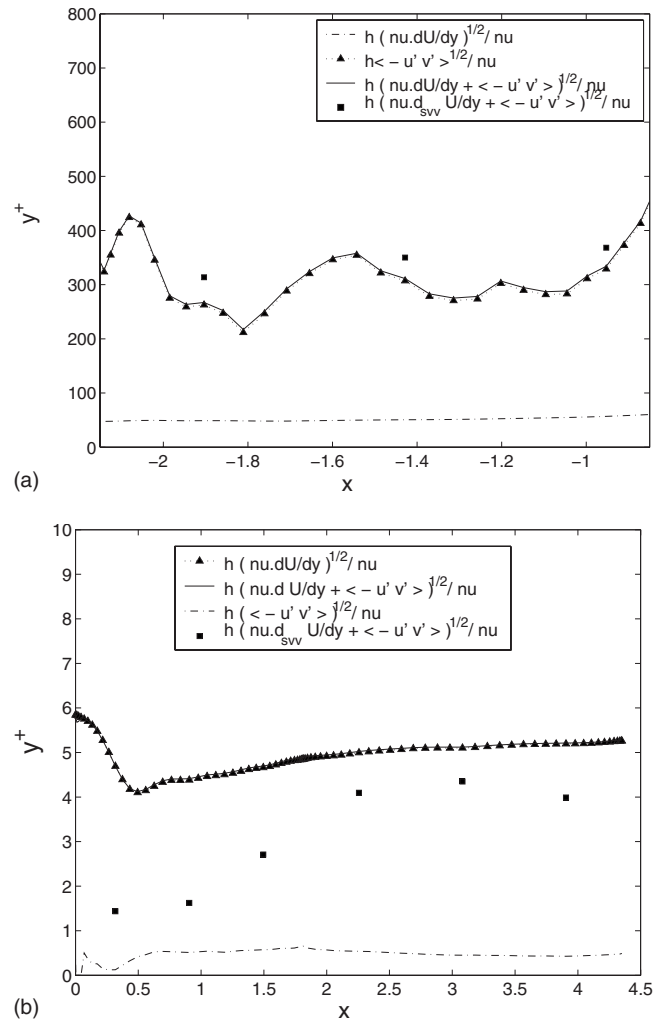 800
700
600
500
400
300
200
100
0
y+
−2 −1.8 −1.6 −1.4 −1.2 −1
x
h ( nu.dU/dy )^1/2/ nu
h< − u' v' >^1/2/ nu
h ( nu.dU/dy + < − u' v' > )^1/2/ nu
h ( nu.d_svv U/dy + < − u' v' > )^1/2/ nu
(a)
10
9
8
7
6
5
4
3
2
1
0
y+
0 0.5 1 1.5 2 2.5 3 3.5 4 4.5
x
h ( nu.dU/dy )^1/2/ nu
h ( nu.d U/dy + < − u' v' > )^1/2/ nu
h ( < − u' v' > )^1/2/ nu
h ( nu.d_svv U/dy + < − u' v' > )^1/2/ nu
(b)